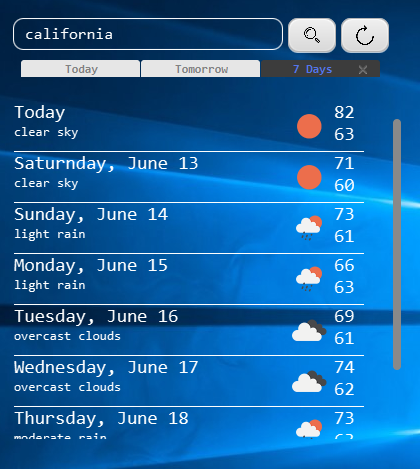 california
Today Tomorrow 7 Days
Today 82
clear sky 63
Saturnday, June 13 71
clear sky 60
Sunday, June 14 73
light rain 61
Monday, June 15 66
light rain 63
Tuesday, June 16 69
overcast clouds 61
Wednesday, June 17 74
overcast clouds 62
Thursday, June 18 73
moderate rain